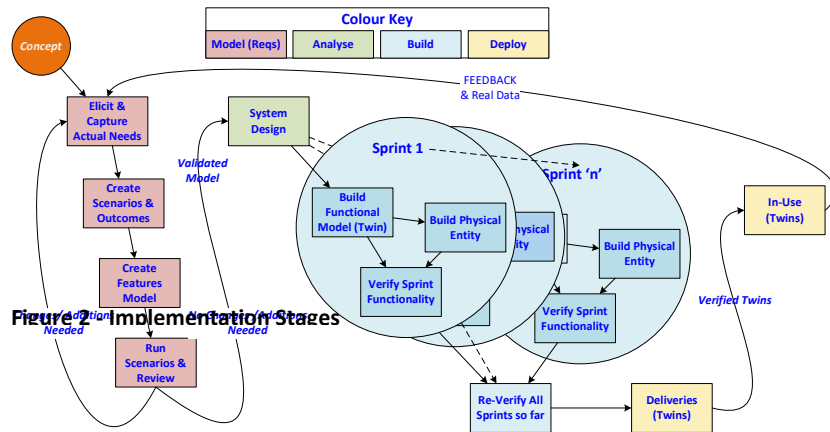 Colour Key
Model (Reqs)
Analyse
Build
Deploy
Concept
FEEDBACK
& Real Data
Elicit &
Capture
Actual Needs
System
Design
Validated
Model
Sprint 1
Sprint ‘n’
Create
Scenarios &
Outcomes
Build
Functional
Model (Twin)
Build Physical
Entity
Build Physical
Entity
In-Use
(Twins)
Create
Features
Model
Verify Sprint
Functionality
Verify Sprint
Functionality
Verified Twins
Figure 2 - Implementation Stages
Needed
Needed
Run
Scenarios &
Review
Re-Verify All
Sprints so far
Deliveries
(Twins)